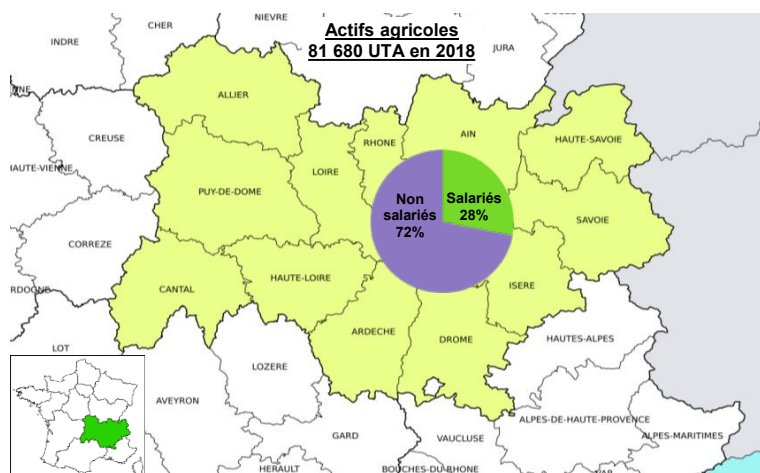 CHER
NIEVRE
Actifs agricoles
81 680 UTA en 2018
INDRE
JURA
ALLIER
CREUSE
RHONE
AIN
HAUTE-SAVOIE
HAUTE-VIENNE
LOIRE
PUY-DE-DOME
Non
salariés
72%
Salariés
28%
SAVOIE
CORREZE
CANTAL
HAUTE-LOIRE
ISERE
ARDECHE
DROME
HAUTES-ALPES
LOT
LOZERE
AVEYRON
ALPES-DE-HAUTE-PROVENCE
GARD
VAUCLUSE
ALPES-MARITIMES
HERAULT
BOUCHES-DU-RHONE